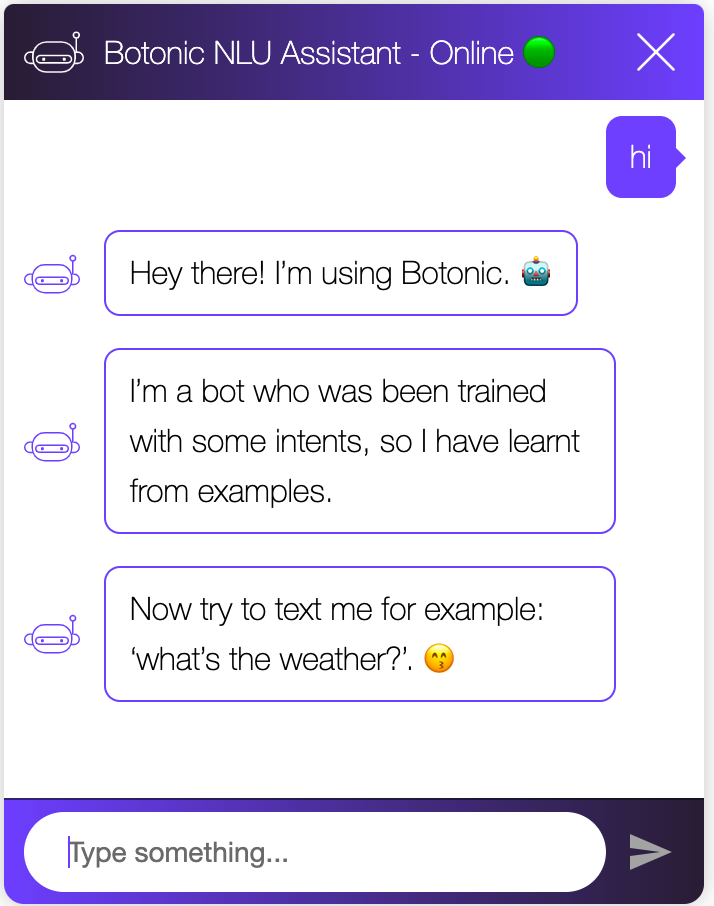 Botonic NLU Assistant - Online
hi
Hey there! I’m using Botonic. 🤖
I’m a bot who was been trained
with some intents, so I have learnt
from examples.
Now try to text me for example:
‘what’s the weather?’. 😙
Type something...